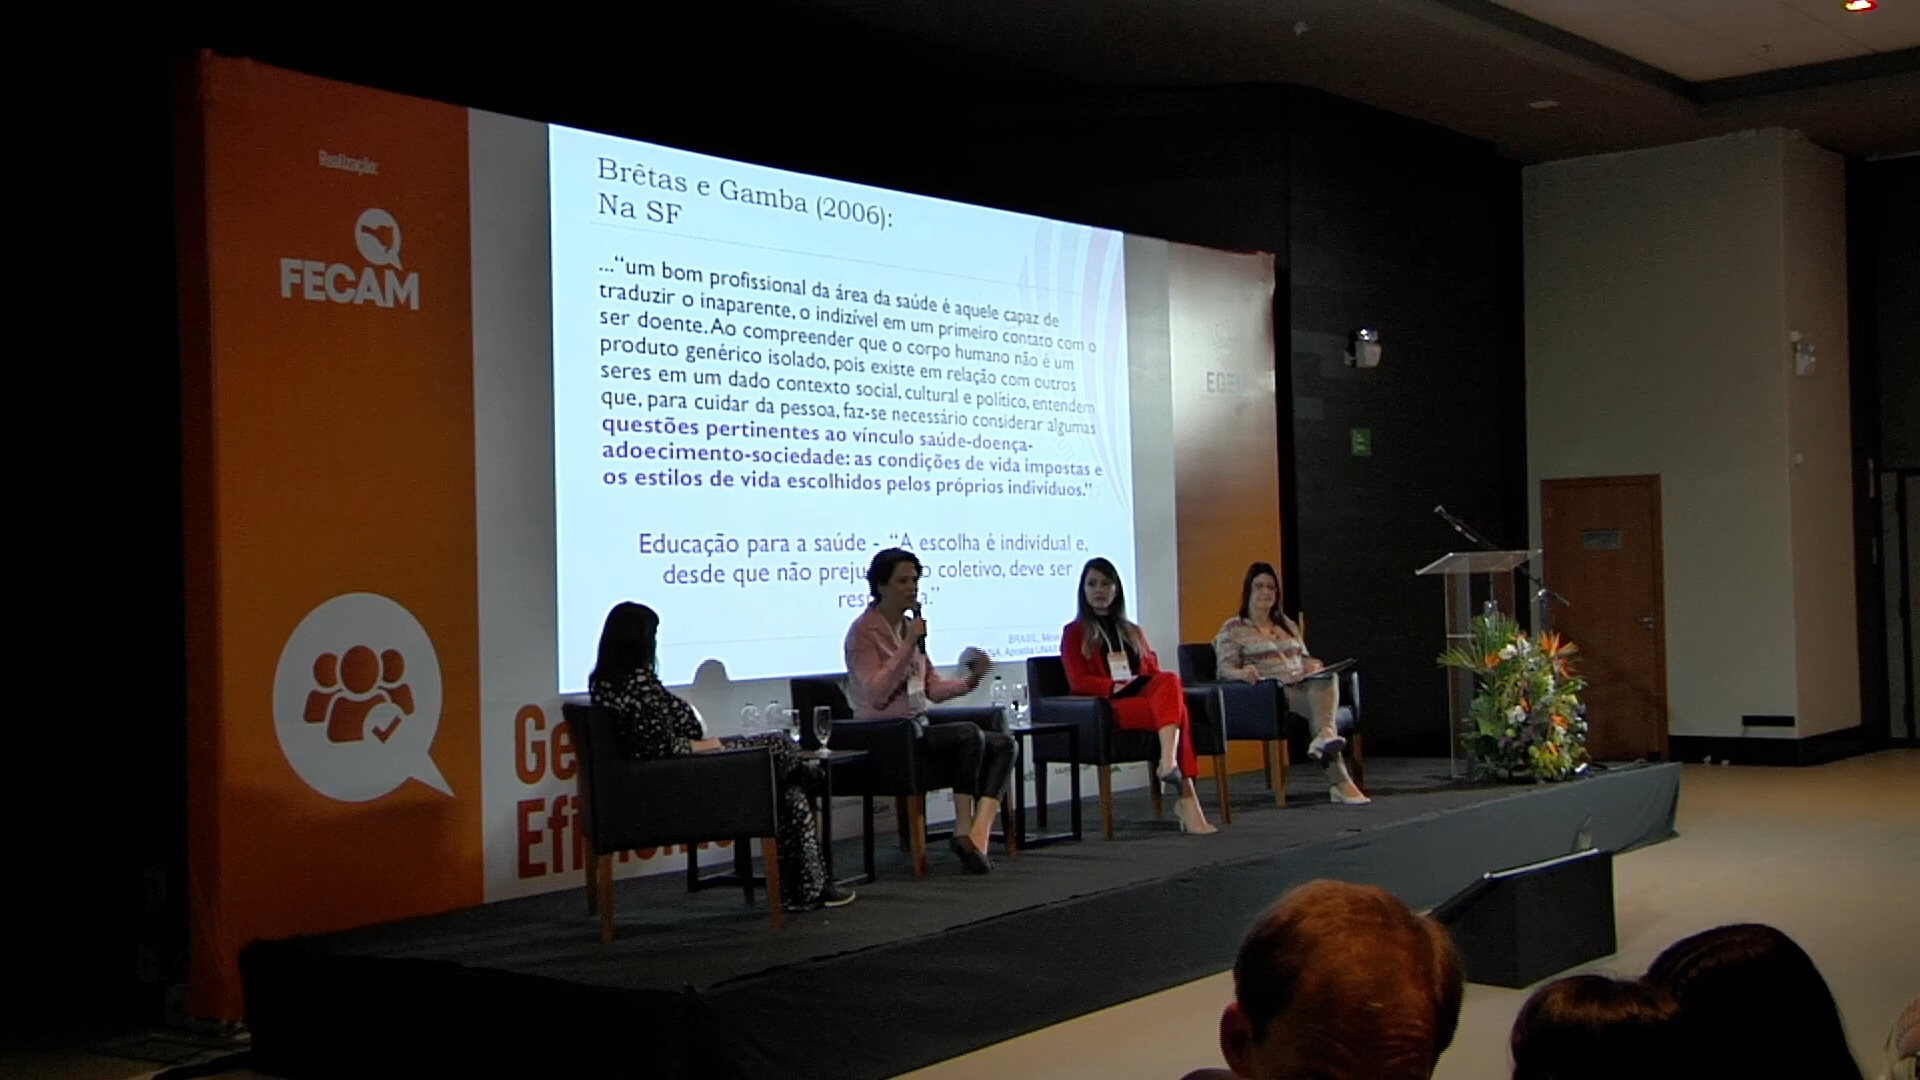 Realização:
FECAM
Brêtas e Gamba (2006):
Na SF
..."um bom profissional da área da saúde é aquele capaz de
traduzir o inaparente, o indizível em um primeiro contato com o
ser doente. Ao compreender que o corpo humano não é um
produto genérico isolado, pois existe em relação com outros
seres em um dado contexto social, cultural e político, entendem
que, para cuidar da pessoa, faz-se necessário considerar algumas
questões pertinentes ao vínculo saúde-doença-
adoecimento-sociedade: as condições de vida impostas e
os estilos de vida escolhidos pelos próprios indivíduos."
Educação para a saúde - "A escolha é individual e,
desde que não preju o coletivo, deve ser
res a."
BRASIL,